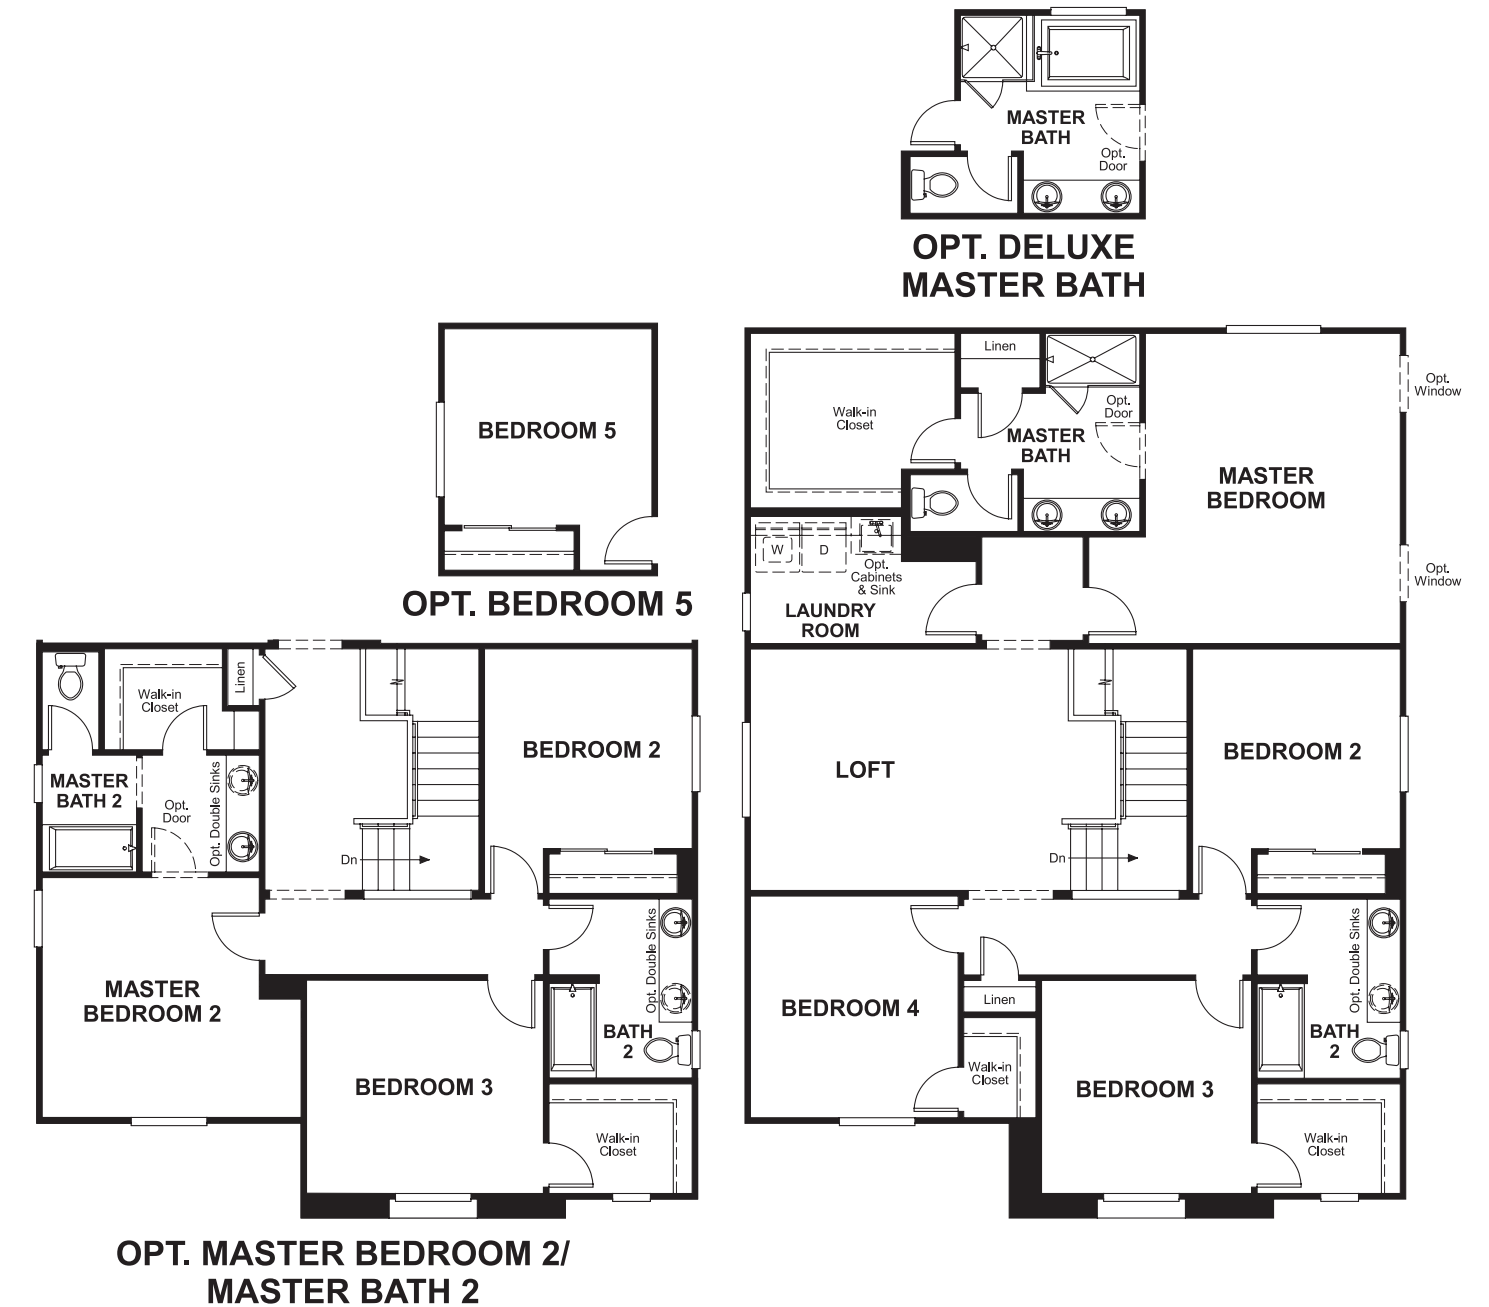 MASTER
BATH
Opt.
Door
OPT. DELUXE
MASTER BATH
BEDROOM 5
OPT. BEDROOM 5
Linen
Walk-in
Closet
Opt.
Door
MASTER
BATH
MASTER
BEDROOM
Opt.
Window
Opt.
Window
W
D
Opt.
Cabinets
& Sink
LAUNDRY
ROOM
LOFT
Dn
BEDROOM 2
BEDROOM 4
Linen
Walk-in
Closet
BEDROOM 3
Opt. Double Sinks
BATH
2
Walk-in
Closet
Linen
Walk-in
Closet
MASTER
BATH 2
Opt.
Door
Opt. Double Sinks
Dn
BEDROOM 2
MASTER
BEDROOM 2
BEDROOM 3
Opt. Double Sinks
BATH
2
Walk-in
Closet
OPT. MASTER BEDROOM 2/
MASTER BATH 2